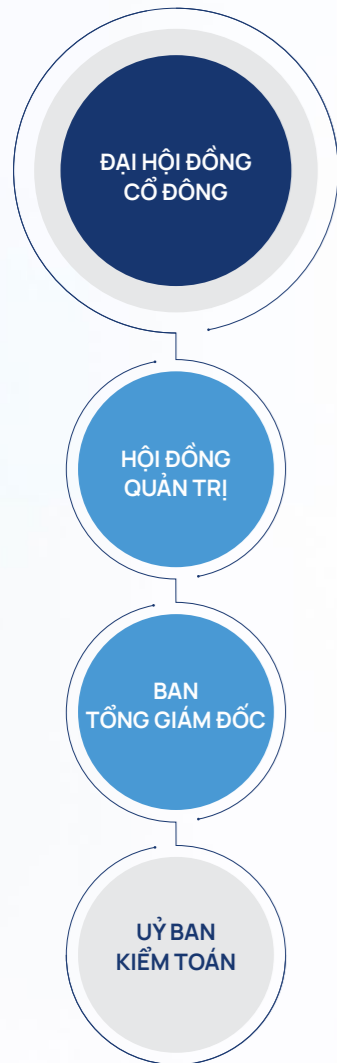 ĐẠI HỘI ĐỒNG
CỔ ĐÔNG
HỘI ĐỒNG
QUẢN TRỊ
BAN
TỔNG GIÁM ĐỐC
UỶ BAN
KIỂM TOÁN